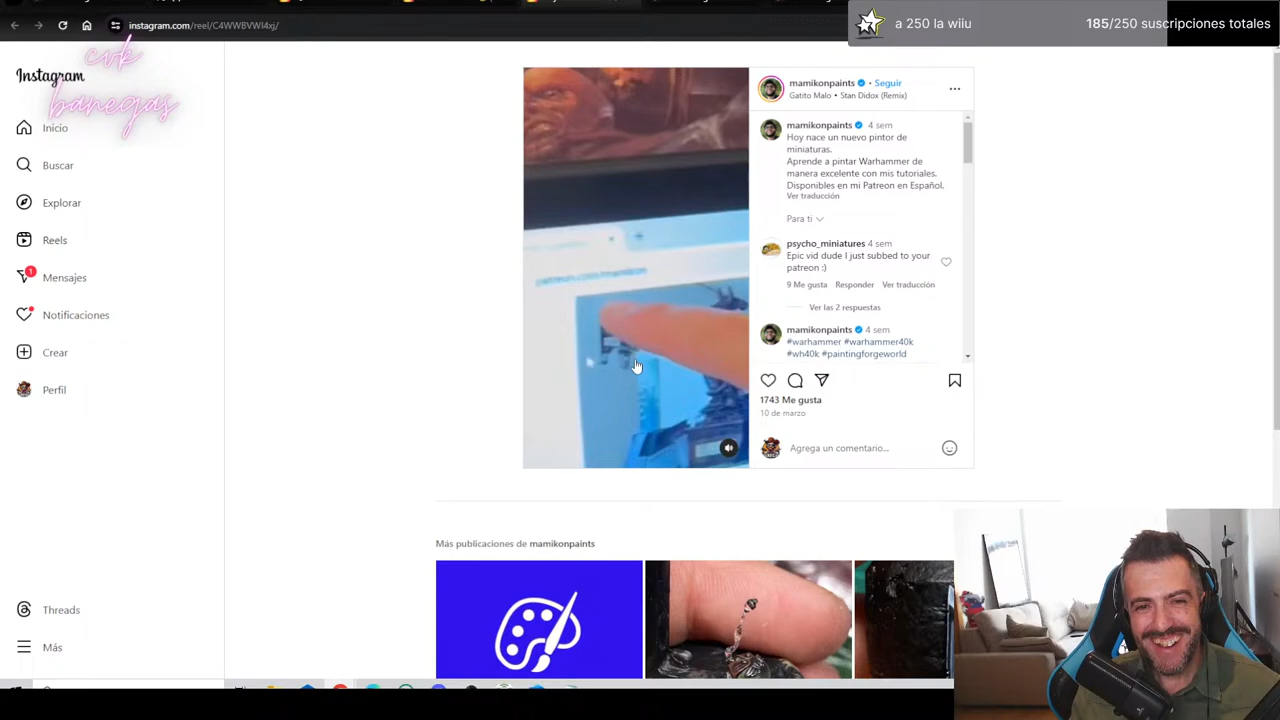 instagram.com/reel/C4WWBVWI4xj/
a 250 la wiiu
185/250 suscripciones totales
cvk
banegas
Instagram
Inicio
Buscar
Explorar
Reels
1
Mensajes
Notificaciones
Crear
Perfil
Threads
Más
mamikonpaints • Seguir
Gatito Malo • Stan Didox (Remix)
mamikonpaints 4 sem
Hoy nace un nuevo pintor de
miniaturas.
Aprende a pintar Warhammer de
manera excelente con mis tutoriales.
Disponibles en mi Patreon en Español.
Ver traducción
Para ti
psycho_miniatures 4 sem
Epic vid dude I just subbed to your
patreon :)
9 Me gusta Responder Ver traducción
Ver las 2 respuestas
mamikonpaints 4 sem
#warhammer #warhammer40k
#wh40k #paintingforgeworld
1743 Me gusta
10 de marzo
Agrega un comentario...
Más publicaciones de mamikonpaints